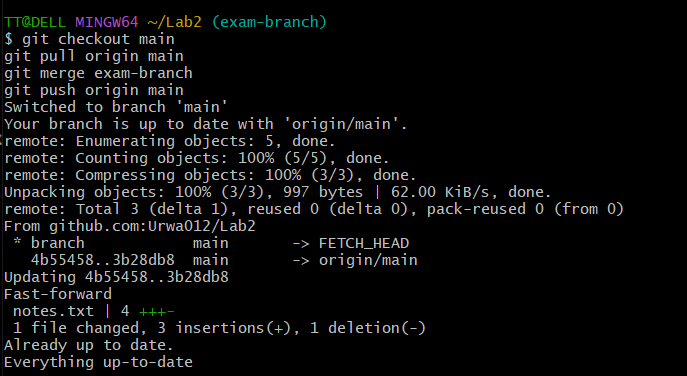 TT@DELL MINGW64 ~/Lab2 (exam-branch)
$ git checkout main
git pull origin main
git merge exam-branch
git push origin main
Switched to branch 'main'
Your branch is up to date with 'origin/main'.
remote: Enumerating objects: 5, done.
remote: Counting objects: 100% (5/5), done.
remote: Compressing objects: 100% (3/3), done.
Unpacking objects: 100% (3/3), 997 bytes | 62.00 KiB/s, done.
remote: Total 3 (delta 1), reused 0 (delta 0), pack-reused 0 (from 0)
From github.com:Urwa012/Lab2
 * branch            main       -> FETCH_HEAD
   4b55458..3b28db8  main       -> origin/main
Updating 4b55458..3b28db8
Fast-forward
 notes.txt | 4 +++-
 1 file changed, 3 insertions(+), 1 deletion(-)
Already up to date.
Everything up-to-date